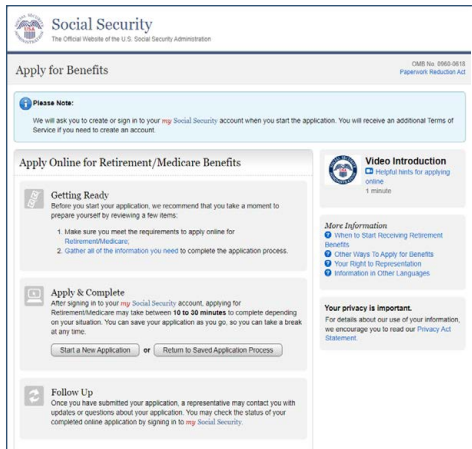 Social Security
The Official Website of the U.S. Social Security Administration
Apply for Benefits
OMB No. 0960-0618
Paperwork Reduction Act
Please Note:
We will ask you to create or sign in to your my Social Security account when you start the application. You will receive an additional Terms of
Service if you need to create an account.
Apply Online for Retirement/Medicare Benefits
Getting Ready
Before you start your application, we recommend that you take a moment to
prepare yourself by reviewing a few items:
1. Make sure you meet the requirements to apply online for
Retirement/Medicare;
2. Gather all of the information you need to complete the application process.
Apply & Complete
After signing in to your my Social Security account, applying for
Retirement/Medicare may take between 10 to 30 minutes to complete depending
on your situation. You can save your application as you go, so you can take a break
at any time.
Start a New Application or Return to Saved Application Process
Follow Up
Once you have submitted your application, a representative may contact you with
updates or questions about your application. You may check the status of your
completed online application by signing in to my Social Security.
Video Introduction
Helpful hints for applying
online
1 minute
More Information
When to Start Receiving Retirement
Benefits
Other Ways To Apply for Benefits
Your Right to Representation
Information in Other Languages
Your privacy is important.
For details about our use of your information,
we encourage you to read our Privacy Act
Statement.